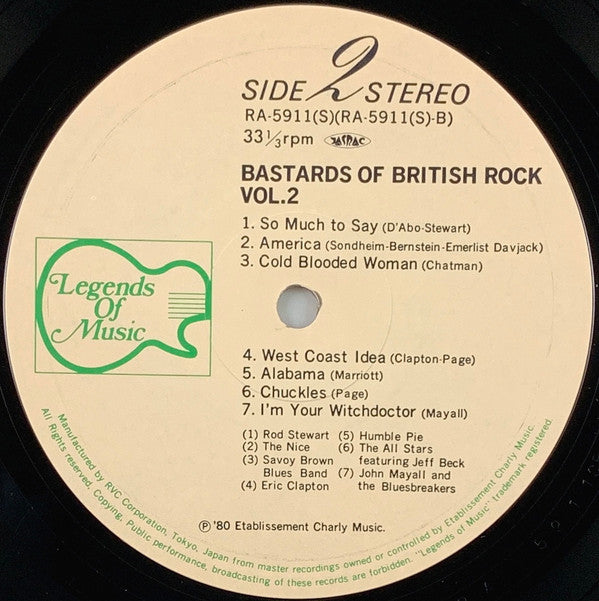 SIDE 2 STEREO
RA-5911(S)(RA-5911(S)-B)
33 1/3 rpm JASRAC
BASTARDS OF BRITISH ROCK
VOL.2
1. So Much to Say (D'Abo-Stewart)
2. America (Sondheim-Bernstein-Emerlist Davjack)
3. Cold Blooded Woman (Chatman)
Legends
Of
Music
4. West Coast Idea (Clapton-Page)
5. Alabama (Marriott)
6. Chuckles (Page)
7. I'm Your Witchdoctor (Mayall)
(1) Rod Stewart (5) Humble Pie
(2) The Nice (6) The All Stars
(3) Savoy Brown featuring Jeff Beck
Blues Band (7) John Mayall and
(4) Eric Clapton the Bluesbreakers
Ⓟ '80 Etablissement Charly Music.
Manufactured by RVC Corporation, Tokyo, Japan from master recordings owned or controlled by Etablissement Charly Music.
All Rights reserved. Copying, Public performance, broadcasting of these records are forbidden. "Legends of Music" trademark registered.